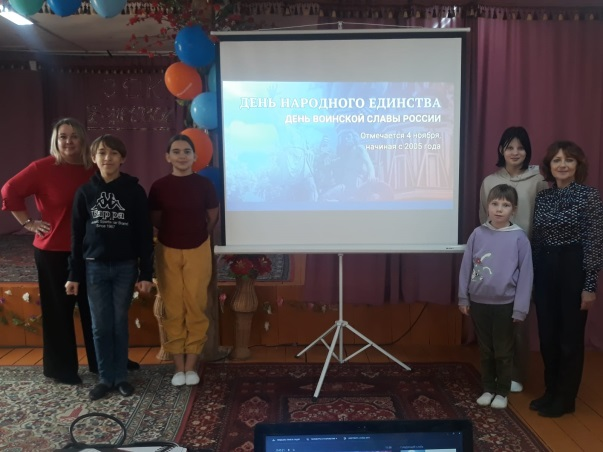 ДЕНЬ НАРОДНОГО ЕДИНСТВА
ДЕНЬ ВОИНСКОЙ СЛАВЫ РОССИИ
Отмечается 4 ноября,
начиная с 2005 года
Kappa